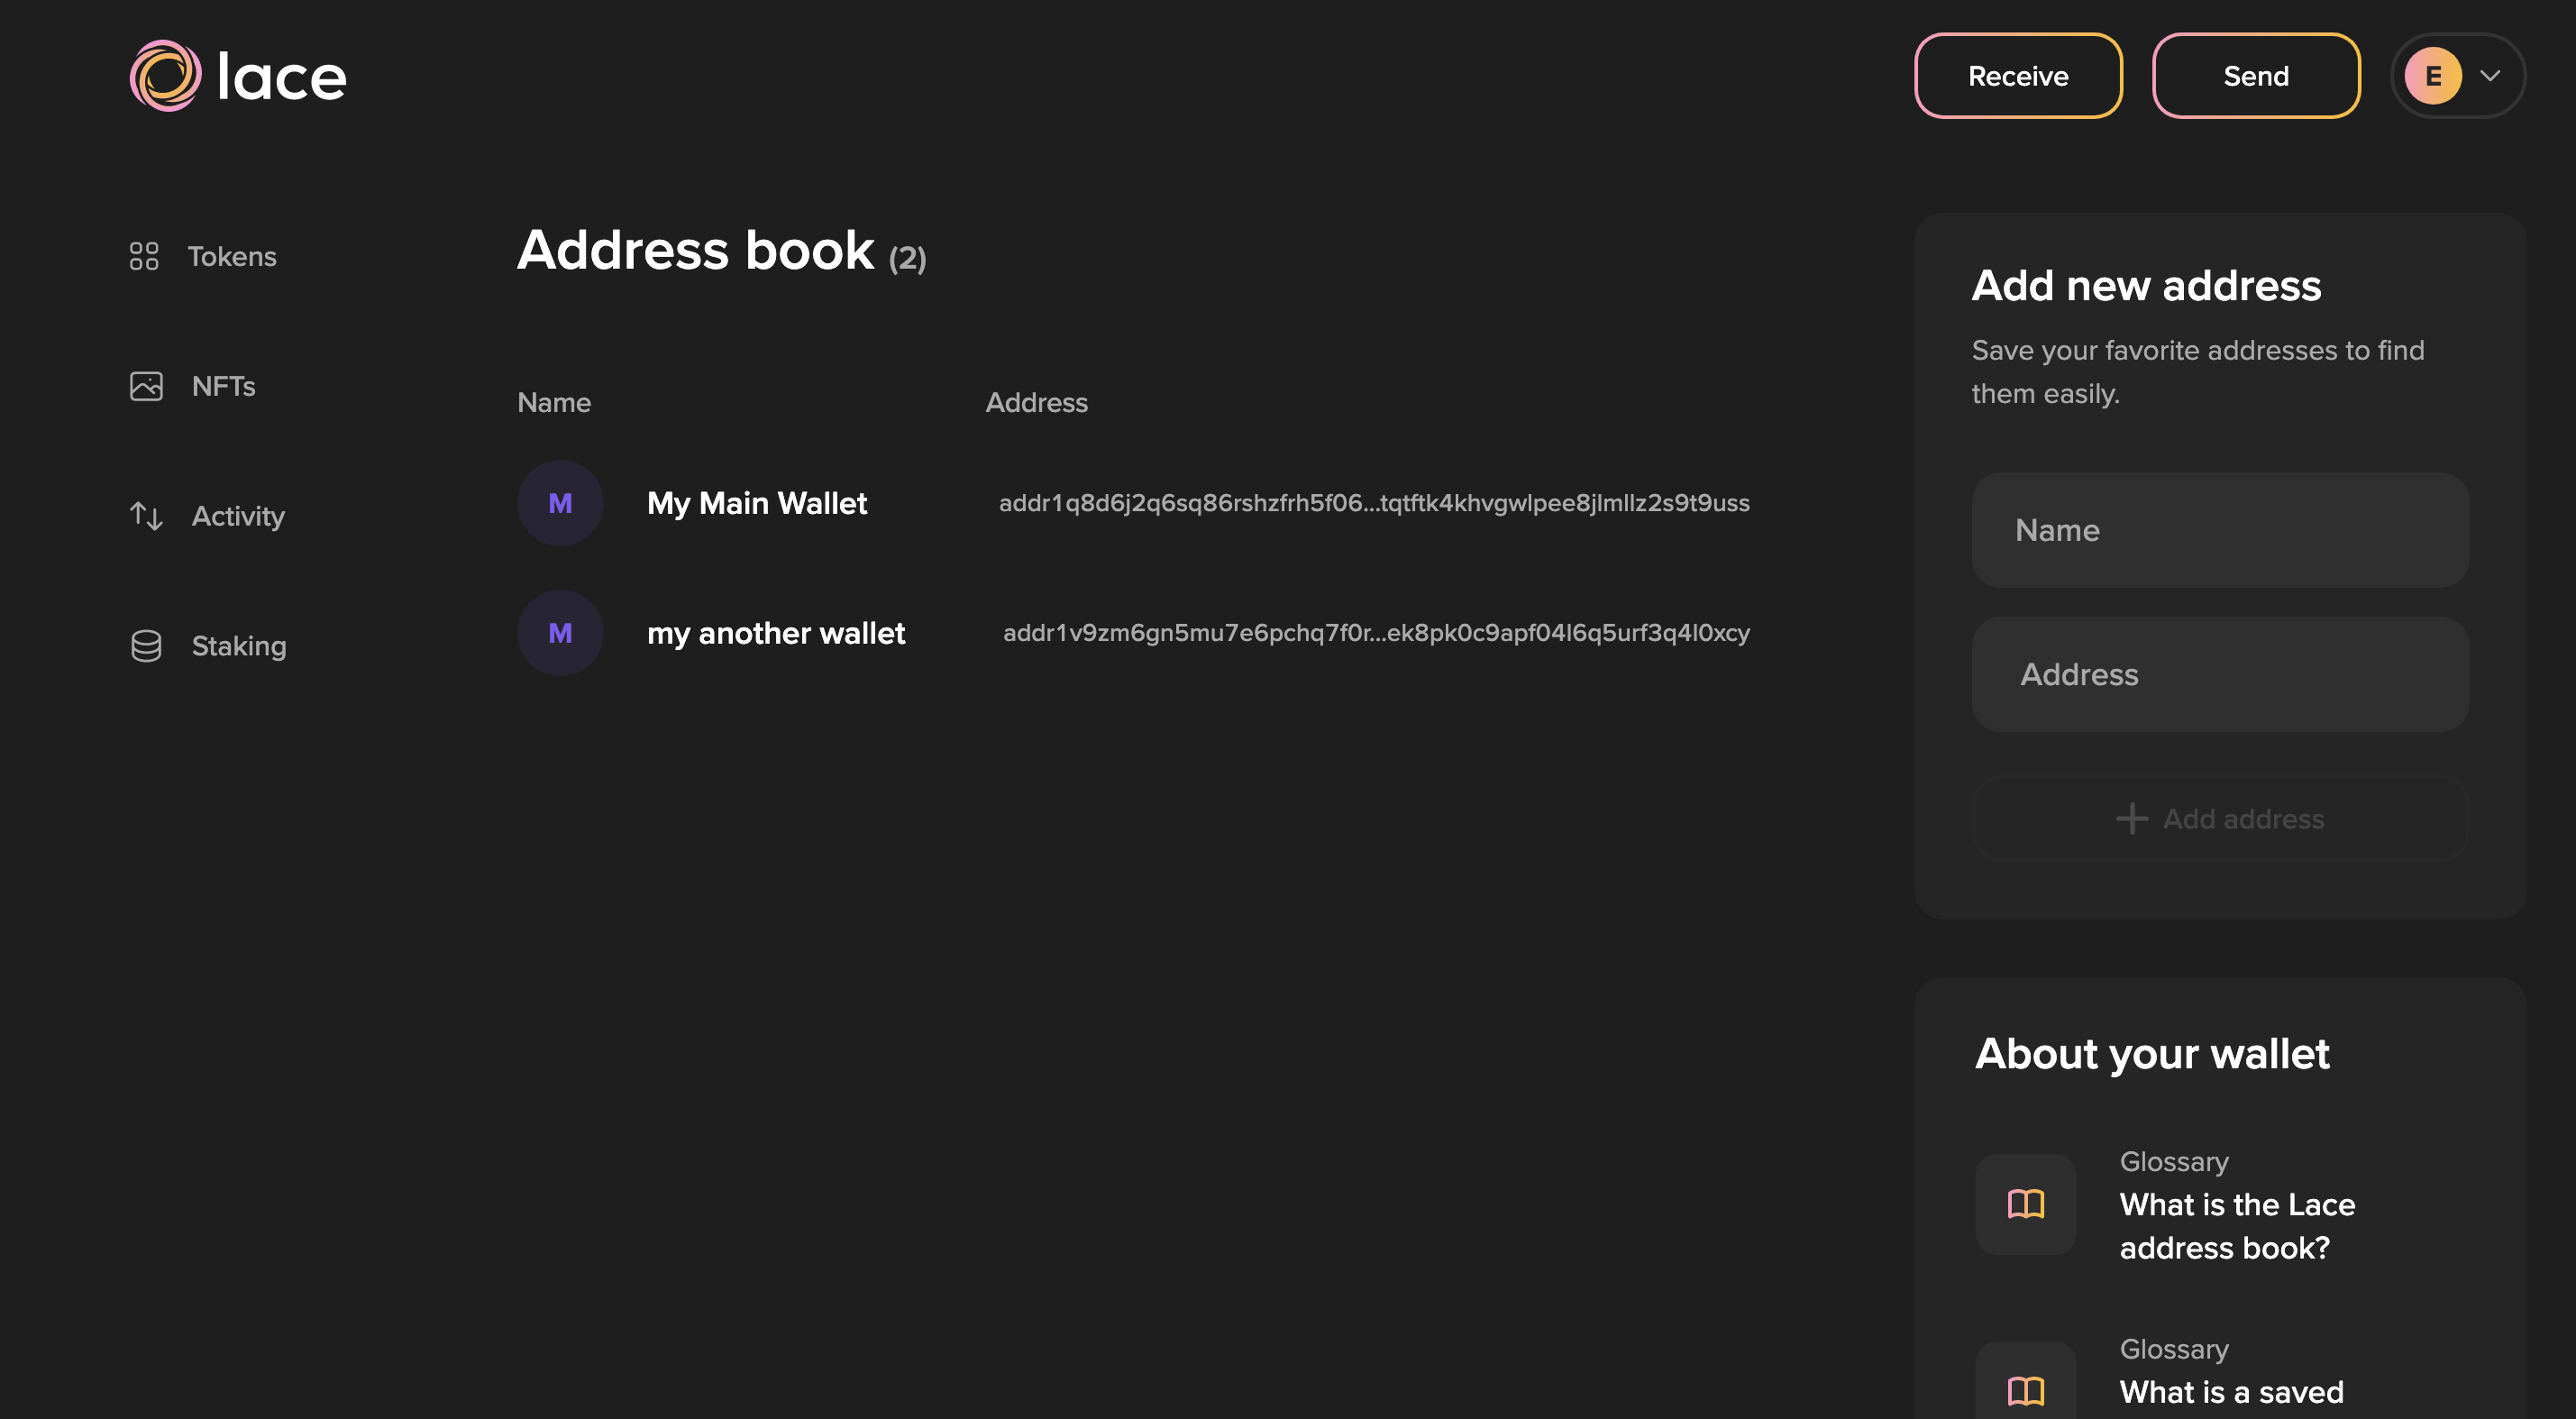 lace
Receive
Send
E
Tokens
NFTs
Activity
Staking
Address book (2)
Name
Address
M
My Main Wallet
addr1q8d6j2q6sq86rshzfrh5f06...tqtftk4khvgwlpee8jlmllz2s9t9uss
M
my another wallet
addr1v9zm6gn5mu7e6pchq7f0r...ek8pk0c9apf04l6q5urf3q4l0xcy
Add new address
Save your favorite addresses to find
them easily.
Name
Address
Add address
About your wallet
Glossary
What is the Lace
address book?
Glossary
What is a saved